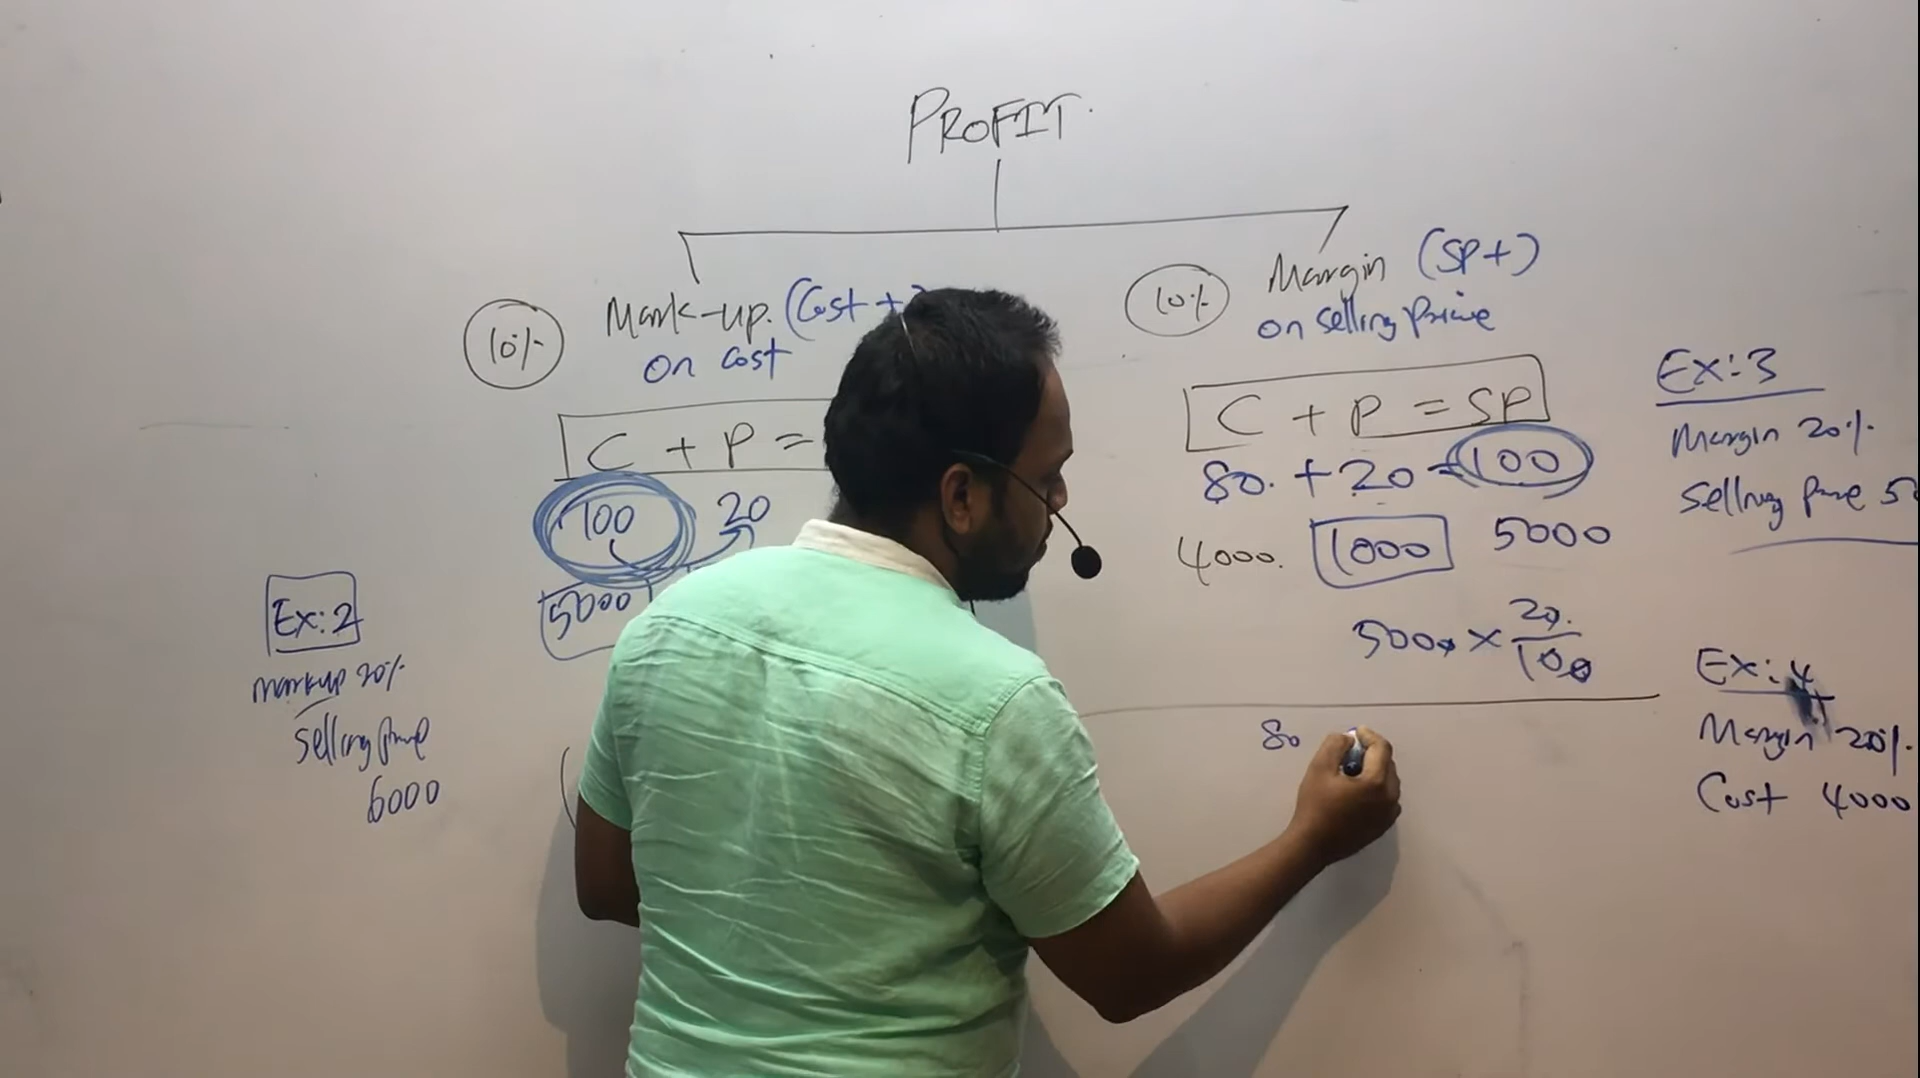 PROFIT.
10%
Mark-up. (Cost +
on cost
C + P =
100 20
5000
Ex:2
markup 20%
selling price
6000
10%
Margin (SP+)
on selling price
C + P = SP
80. + 20 = 100
4000. 1000 5000
5000 × 20.
100
80
Ex:3
Margin 20%.
selling price 50
Ex:4
Margin 20%.
Cost 4000